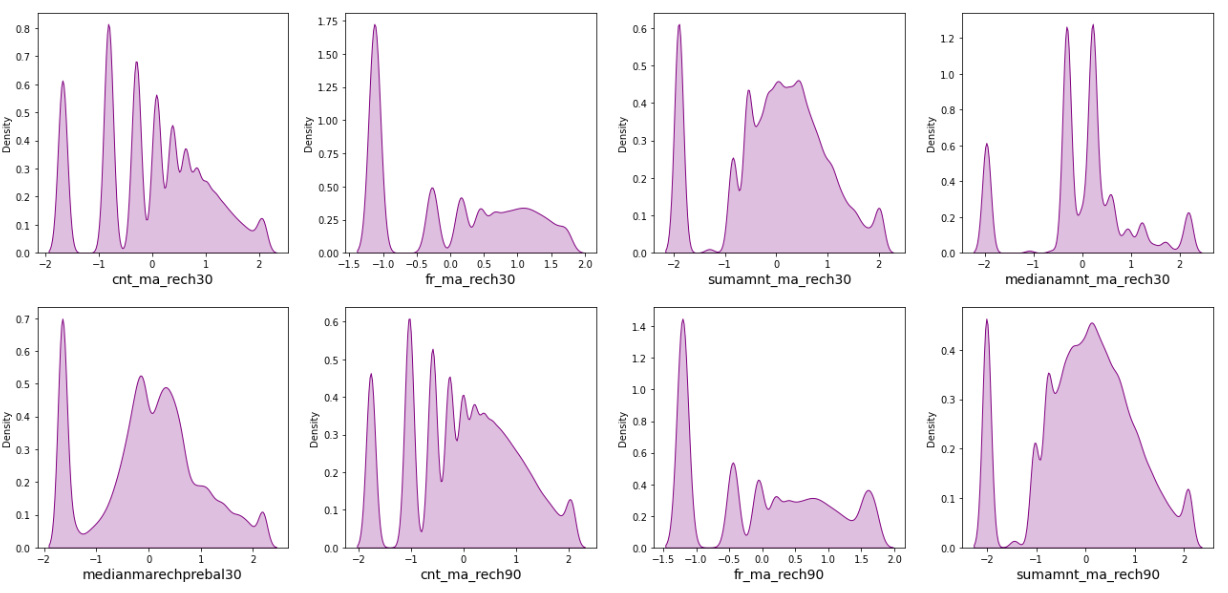 0.8
0.7
0.6
0.5
0.4
0.3
0.2
0.1
0.0
Density
−2 −1 0 1 2
cnt_ma_rech30
1.75
1.50
1.25
1.00
0.75
0.50
0.25
0.00
Density
−1.5 −1.0 −0.5 0.0 0.5 1.0 1.5 2.0
fr_ma_rech30
0.6
0.5
0.4
0.3
0.2
0.1
0.0
Density
−2 −1 0 1 2
sumamnt_ma_rech30
1.2
1.0
0.8
0.6
0.4
0.2
0.0
Density
−2 −1 0 1 2
medianamnt_ma_rech30
0.7
0.6
0.5
0.4
0.3
0.2
0.1
0.0
Density
−2 −1 0 1 2
medianmarechprebal30
0.6
0.5
0.4
0.3
0.2
0.1
0.0
Density
−2 −1 0 1 2
cnt_ma_rech90
1.4
1.2
1.0
0.8
0.6
0.4
0.2
0.0
Density
−1.5 −1.0 −0.5 0.0 0.5 1.0 1.5 2.0
fr_ma_rech90
0.4
0.3
0.2
0.1
0.0
Density
−2 −1 0 1 2
sumamnt_ma_rech90